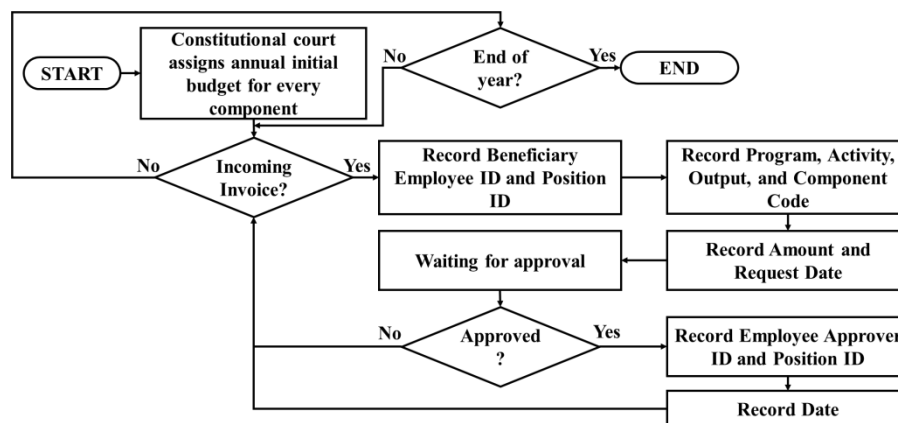 START
Constitutional court
assigns annual initial
budget for every
component
No
End of
year?
Yes
END
No
Incoming
Invoice?
Yes
Record Beneficiary
Employee ID and Position
ID
Record Program, Activity,
Output, and Component
Code
Waiting for approval
Record Amount and
Request Date
No
Approved
?
Yes
Record Employee Approver
ID and Position ID
Record Date